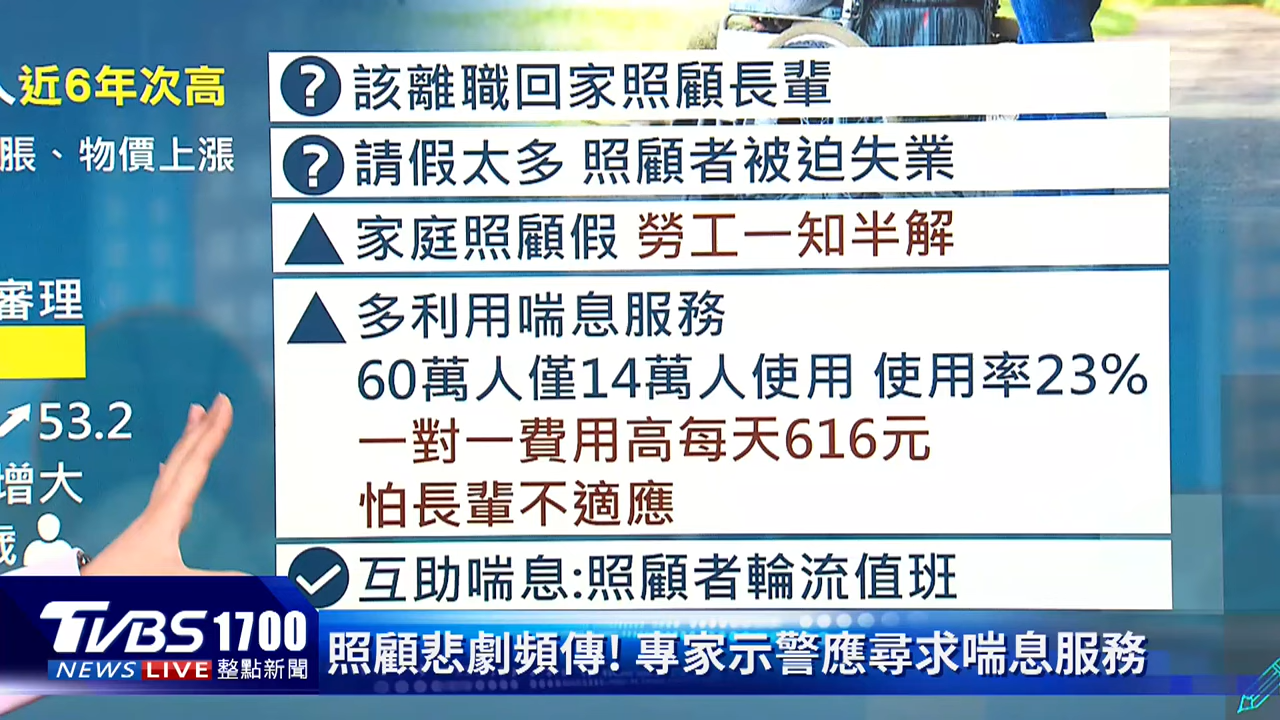 人近6年次高
脹、物價上漲
審理
53.2
增大
歲
? 該離職回家照顧長輩
? 請假太多 照顧者被迫失業
家庭照顧假 勞工一知半解
多利用喘息服務
60萬人僅14萬人使用 使用率23%
一對一費用高每天616元
怕長輩不適應
互助喘息:照顧者輪流值班
TVBS 1700
NEWS LIVE 整點新聞
照顧悲劇頻傳! 專家示警應尋求喘息服務